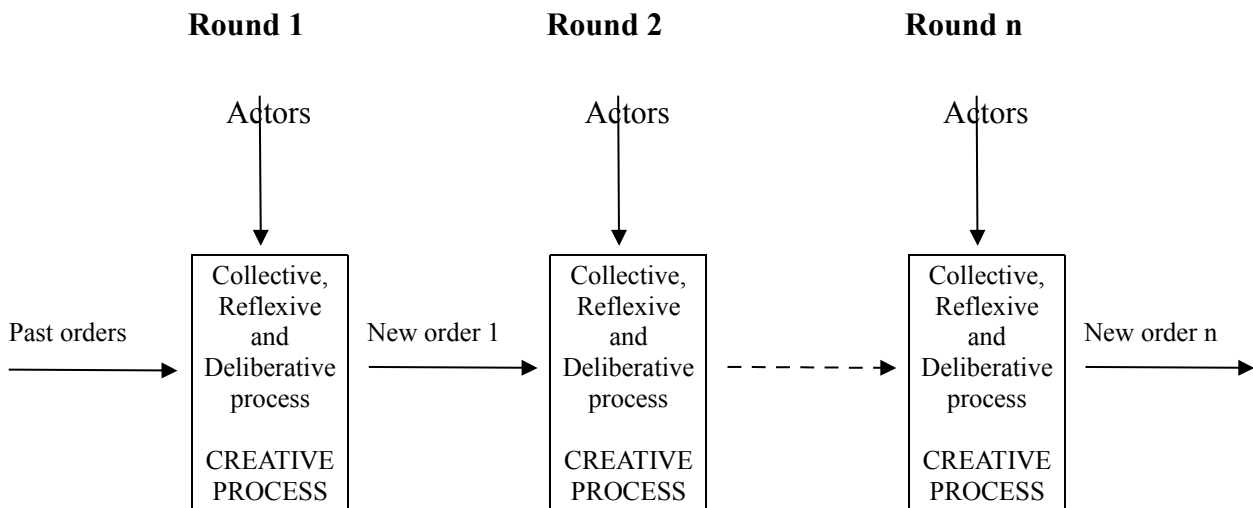 Round 1
Round 2
Round n
Actors
Actors
Actors
Past orders
Collective,
Reflexive
and
Deliberative
process
CREATIVE
PROCESS
New order 1
Collective,
Reflexive
and
Deliberative
process
CREATIVE
PROCESS
Collective,
Reflexive
and
Deliberative
process
CREATIVE
PROCESS
New order n